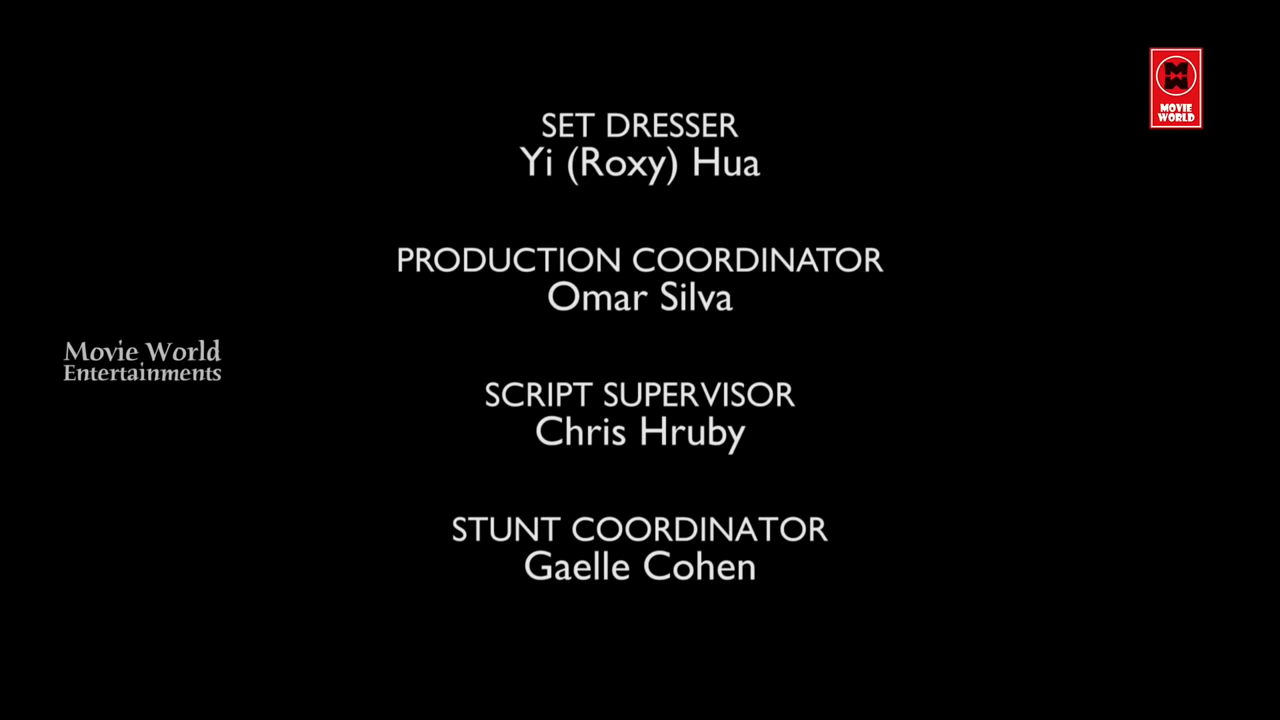 MOVIE
WORLD
SET DRESSER
Yi (Roxy) Hua
PRODUCTION COORDINATOR
Omar Silva
Movie World
Entertainments
SCRIPT SUPERVISOR
Chris Hruby
STUNT COORDINATOR
Gaelle Cohen